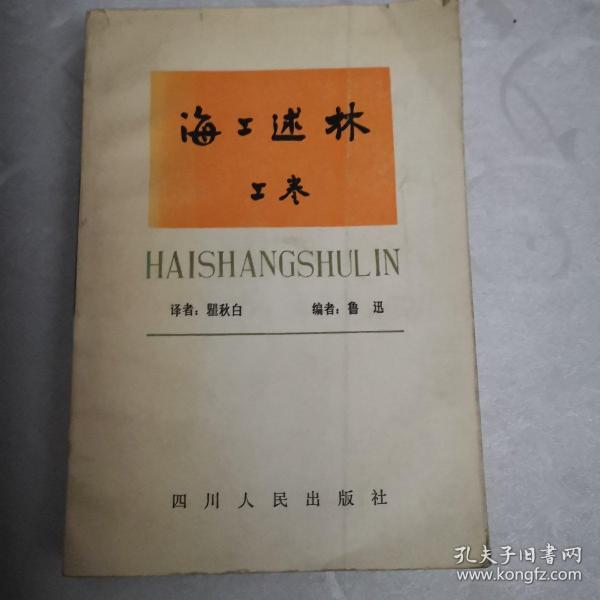 海上述林
上卷
HAISHANGSHULIN
译者：瞿秋白 编者：鲁 迅
四川人民出版社
孔夫子旧書网
www.kongfz.com